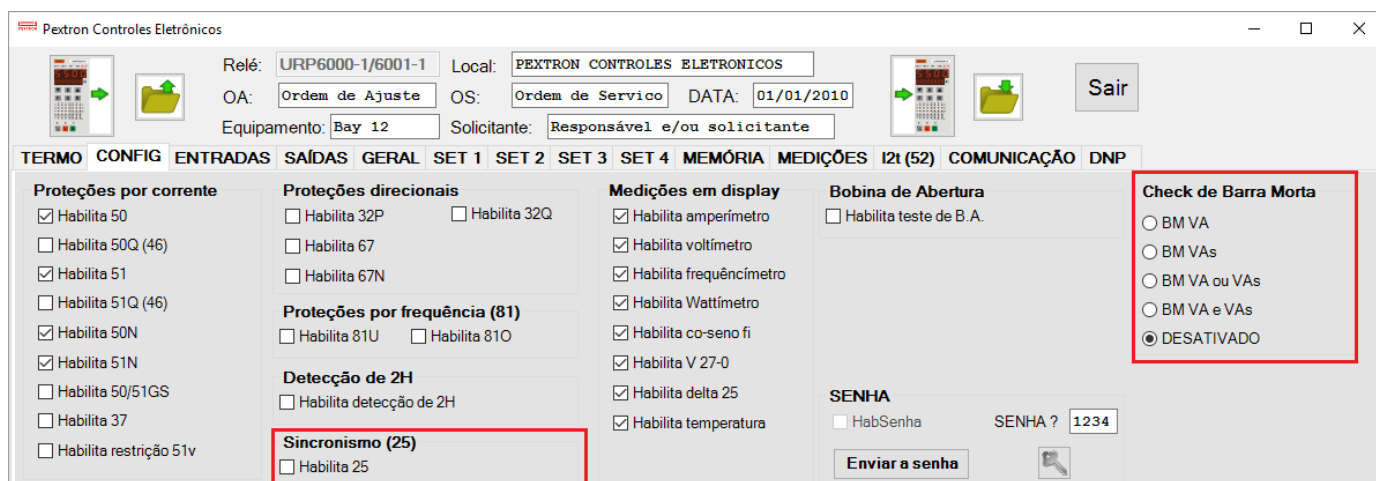 Pextron Controles Eletrônicos
Relé: URP6000-1/6001-1 Local: PEXTRON CONTROLES ELETRONICOS
OA: Ordem de Ajuste OS: Ordem de Servico DATA: 01/01/2010
Equipamento: Bay 12 Solicitante: Responsável e/ou solicitante
Sair
TERMO CONFIG ENTRADAS SAÍDAS GERAL SET 1 SET 2 SET 3 SET 4 MEMÓRIA MEDIÇÕES I2t (52) COMUNICAÇÃO DNP
Proteções por corrente
Habilita 50
Habilita 50Q (46)
Habilita 51
Habilita 51Q (46)
Habilita 50N
Habilita 51N
Habilita 50/51GS
Habilita 37
Habilita restrição 51v
Proteções direcionais
Habilita 32P Habilita 32Q
Habilita 67
Habilita 67N
Proteções por frequência (81)
Habilita 81U Habilita 81O
Detecção de 2H
Habilita detecção de 2H
Sincronismo (25)
Habilita 25
Medições em display
Habilita amperímetro
Habilita voltímetro
Habilita frequêncímetro
Habilita Wattímetro
Habilita co-seno fi
Habilita V 27-0
Habilita delta 25
Habilita temperatura
Bobina de Abertura
Habilita teste de B.A.
SENHA
HabSenha SENHA ? 1234
Enviar a senha
Check de Barra Morta
BM VA
BM VAs
BM VA ou VAs
BM VA e VAs
DESATIVADO